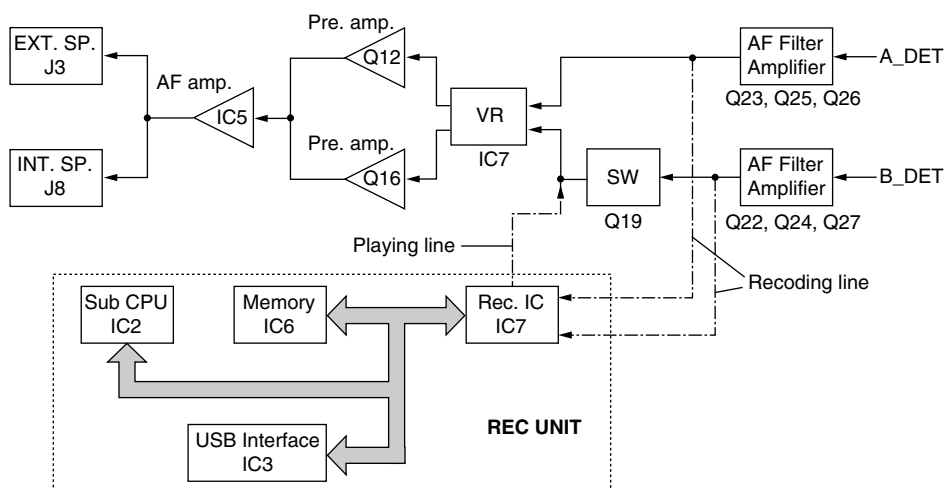 EXT. SP.
J3
AF amp.
IC5
INT. SP.
J8
Pre. amp.
Q12
Pre. amp.
Q16
VR
IC7
AF Filter
Amplifier
Q23, Q25, Q26
A_DET
SW
Q19
AF Filter
Amplifier
Q22, Q24, Q27
B_DET
Playing line
Recoding line
Sub CPU
IC2
Memory
IC6
Rec. IC
IC7
USB Interface
IC3
REC UNIT